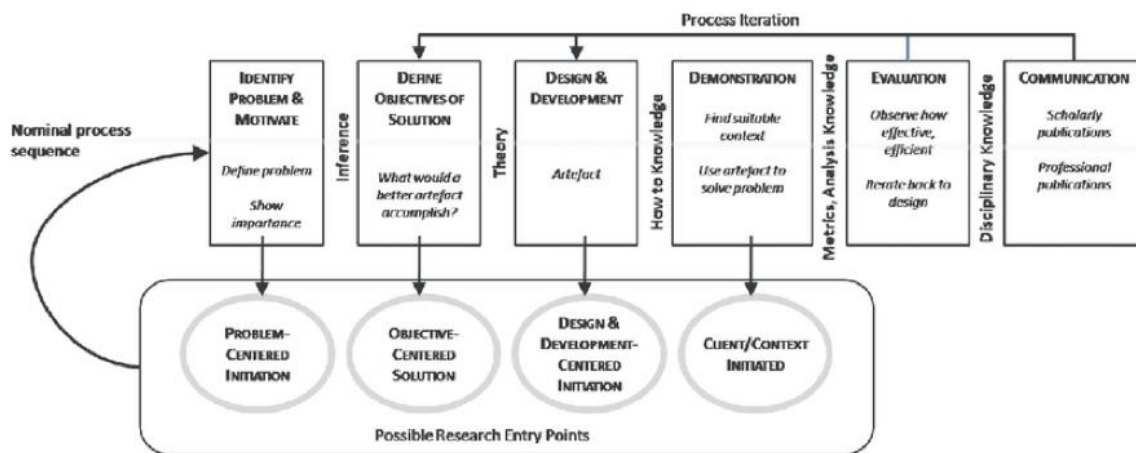 Process Iteration
Nominal process
sequence
IDENTIFY
PROBLEM &
MOTIVATE
Define problem
Show
importance
Inference
DEFINE
OBJECTIVES OF
SOLUTION
What would a
better artefact
accomplish?
Theory
DESIGN &
DEVELOPMENT
Artefact
How to Knowledge
DEMONSTRATION
Find suitable
context
Use artefact to
solve problem
Metrics, Analysis Knowledge
EVALUATION
Observe how
effective,
efficient
Iterate back to
design
Disciplinary Knowledge
COMMUNICATION
Scholarly
publications
Professional
publications
PROBLEM-
CENTERED
INITIATION
OBJECTIVE-
CENTERED
SOLUTION
DESIGN &
DEVELOPMENT-
CENTERED
INITIATION
CLIENT/CONTEXT
INITIATED
Possible Research Entry Points